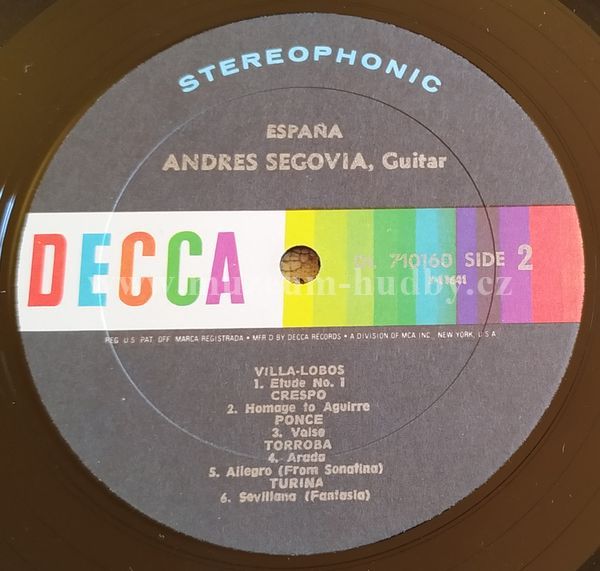 STEREOPHONIC
ESPAÑA
ANDRES SEGOVIA, Guitar
DECCA
DL 710160 SIDE 2
www.muzeum-hudby.cz
REG. U.S. PAT. OFF. MARCA REGISTRADA • MFR'D BY DECCA RECORDS • A DIVISION OF MCA INC., NEW YORK, U.S.A
VILLA-LOBOS
1. Etude No. 1
CRESPO
2. Homage to Aguirre
PONCE
3. Valse
TORROBA
4. Arada
5. Allegro (From Sonatina)
TURINA
6. Sevillana (Fantasia)